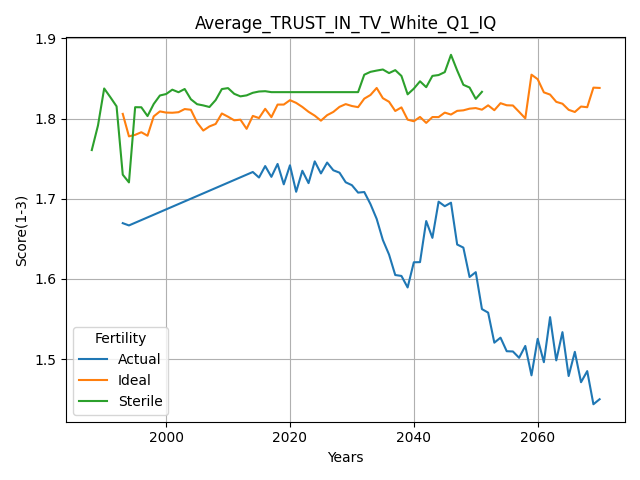 Average_TRUST_IN_TV_White_Q1_IQ
1.9
1.8
1.7
1.6
1.5
Score(1-3)
Fertility
Actual
Ideal
Sterile
2000
2020
2040
2060
Years